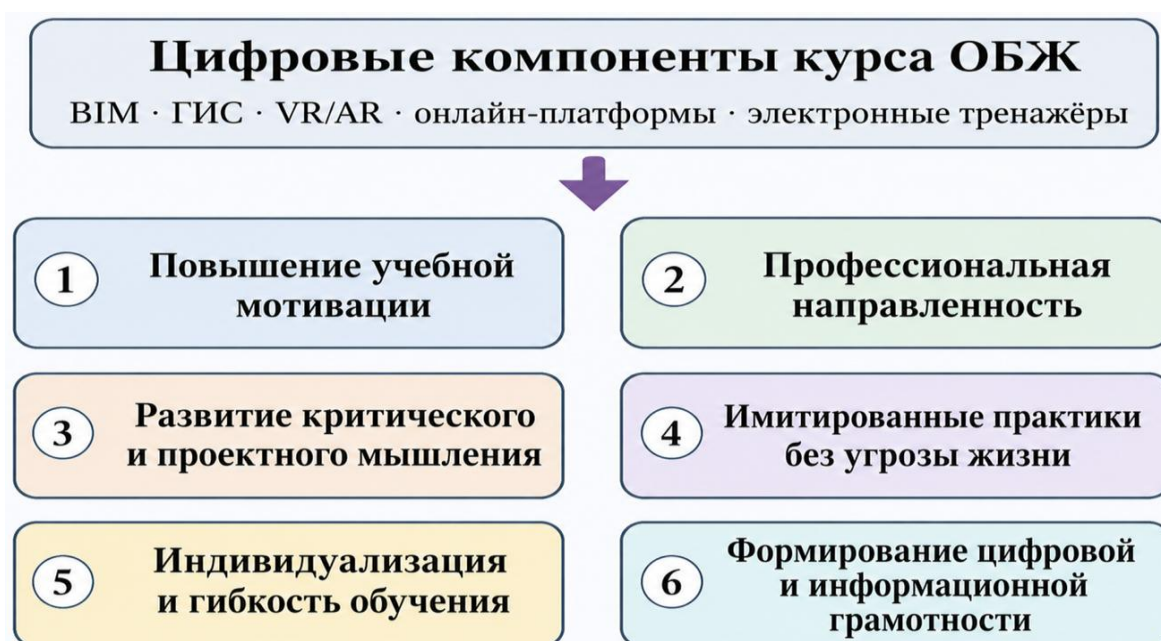 Цифровые компоненты курса ОБЖ
BIM · ГИС · VR/AR · онлайн-платформы · электронные тренажёры
1
Повышение учебной
мотивации
2
Профессиональная
направленность
3
Развитие критического
и проектного мышления
4
Имитированные практики
без угрозы жизни
5
Индивидуализация
и гибкость обучения
6
Формирование цифровой
и информационной
грамотности